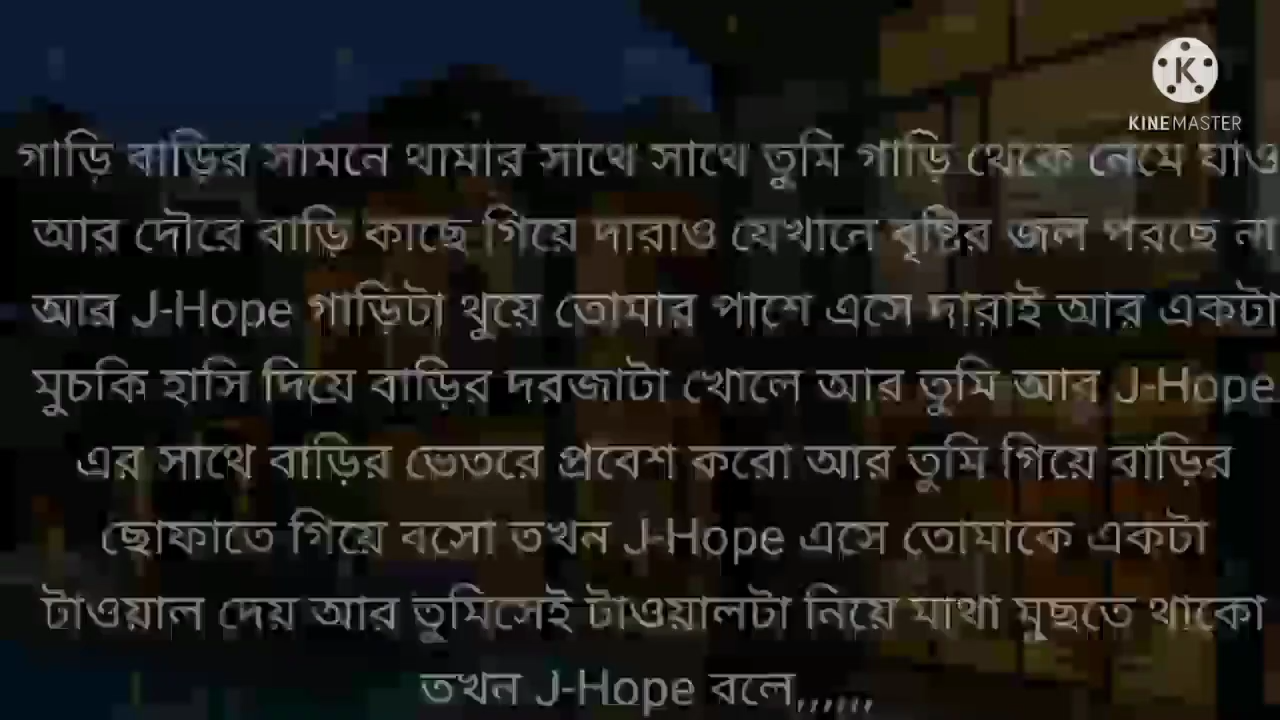 KINEMASTER
গাড়ি বাড়ির সামনে থামার সাথে সাথে তুমি গাড়ি থেকে নেমে যাও
আর দৌরে বাড়ি কাছে গিয়ে দারাও যেখানে বৃষ্টির জল পরছে না
আর J-Hope গাড়িটা থুয়ে তোমার পাশে এসে দারাই আর একটা
মুচকি হাসি দিয়ে বাড়ির দরজাটা খোলে আর তুমি আর J-Hope
এর সাথে বাড়ির ভেতরে প্রবেশ করো আর তুমি গিয়ে বাড়ির
ছোফাতে গিয়ে বসো তখন J-Hope এসে তোমাকে একটা
টাওয়াল দেয় আর তুমিসেই টাওয়ালটা নিয়ে মাথা মুছতে থাকো
তখন J-Hope বলে,,,,,,